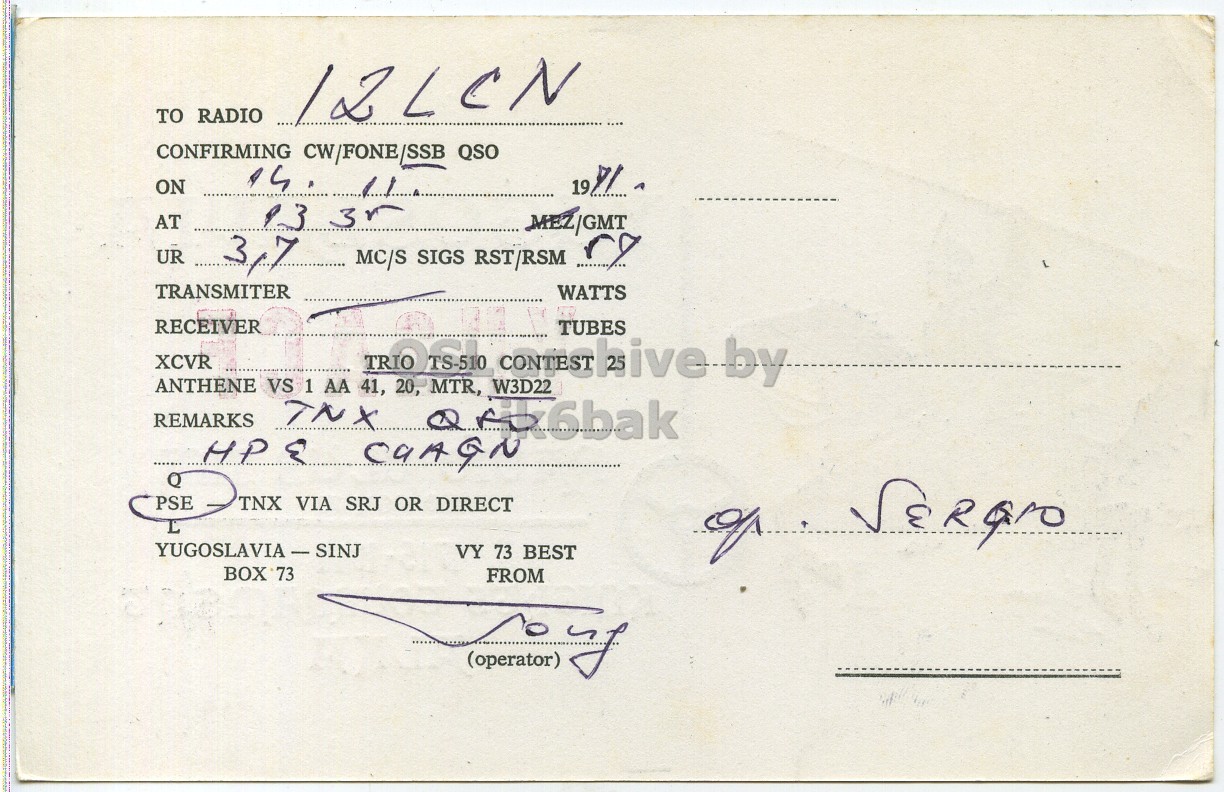 TO RADIO I2LCN
CONFIRMING CW/FONE/SSB QSO
ON 14. 11. 1971.
AT 13 35 MEZ/GMT
UR 3,7 MC/S SIGS RST/RSM 57
TRANSMITER WATTS
RECEIVER TUBES
XCVR TRIO TS-510 CONTEST 25
QSL archive by
ik6bak
ANTHENE VS 1 AA 41, 20, MTR, W3D22
REMARKS TNX QSO
HPE CUAGN
Q
PSE — TNX VIA SRJ OR DIRECT
L
op. SERGIO
YUGOSLAVIA — SINJ VY 73 BEST
BOX 73 FROM
(operator)